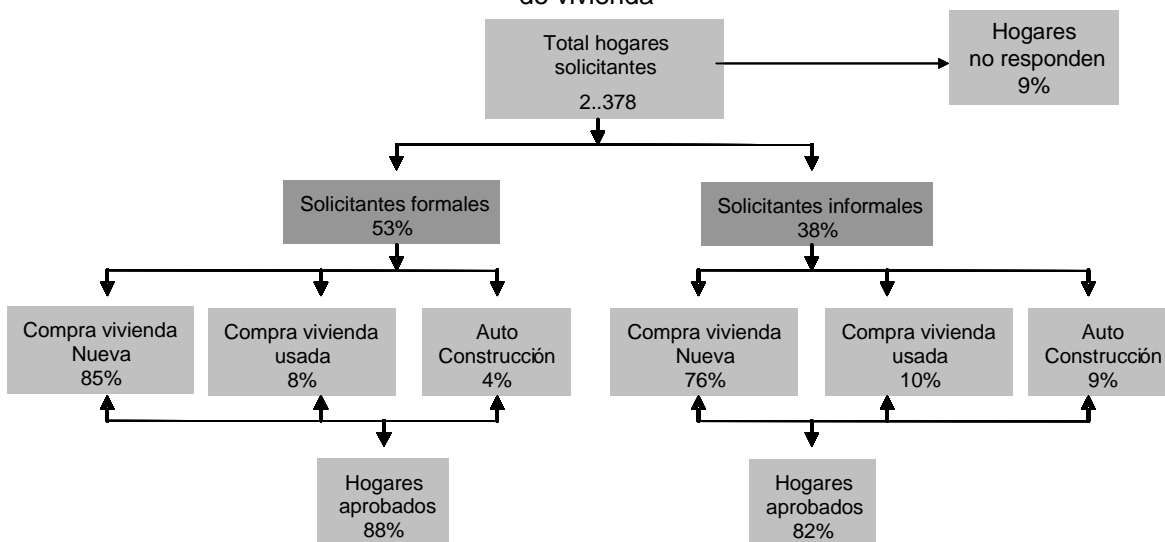 de vivienda
Total hogares
solicitantes
2..378
Hogares
no responden
9%
Solicitantes formales
53%
Solicitantes informales
38%
Compra vivienda
Nueva
85%
Compra vivienda
usada
8%
Auto
Construcción
4%
Compra vivienda
Nueva
76%
Compra vivienda
usada
10%
Auto
Construcción
9%
Hogares
aprobados
88%
Hogares
aprobados
82%